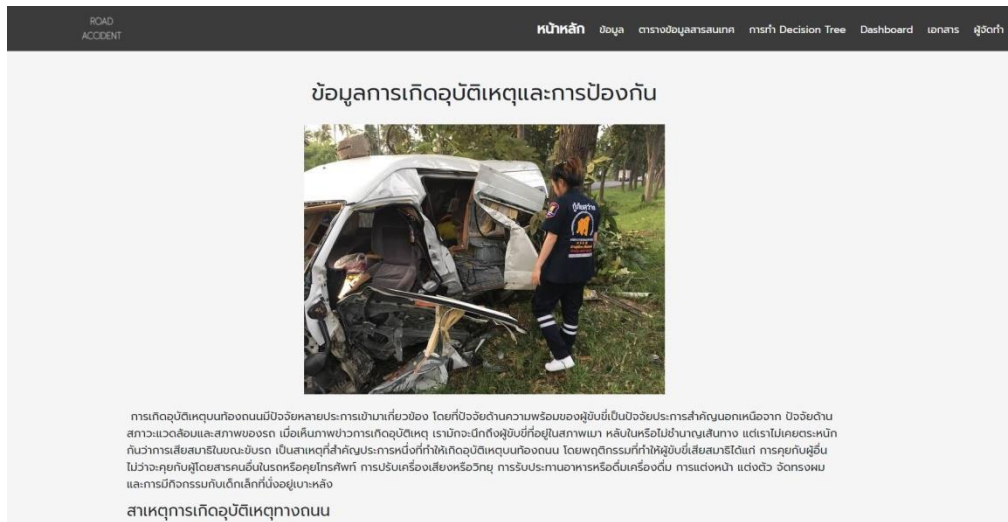 ROAD
ACCIDENT
หน้าหลัก ข้อมูล ตารางข้อมูลสารสนเทศ การทำ Decision Tree Dashboard เอกสาร ผู้จัดทำ
ข้อมูลการเกิดอุบัติเหตุและการป้องกัน
การเกิดอุบัติเหตุบนท้องถนนมีปัจจัยหลายประการเข้ามาเกี่ยวข้อง โดยที่ปัจจัยด้านความพร้อมของผู้ขับขี่เป็นปัจจัยประการสำคัญนอกเหนือจาก ปัจจัยด้าน
สภาวะแวดล้อมและสภาพของรถ เมื่อเห็นภาพข่าวการเกิดอุบัติเหตุ เรามักจะนึกถึงผู้ขับขี่ที่อยู่ในสภาพเมา หลับในหรือไม่ชำนาญเส้นทาง แต่เราไม่เคยตระหนัก
กันว่าการเสียสมาธิในขณะขับรถ เป็นสาเหตุที่สำคัญประการหนึ่งที่ทำให้เกิดอุบัติเหตุบนท้องถนน โดยพฤติกรรมที่ทำให้ผู้ขับขี่เสียสมาธิได้แก่ การคุยกับผู้อื่น
ไม่ว่าจะคุยกับผู้โดยสารคนอื่นในรถหรือคุยโทรศัพท์ การปรับเครื่องเสียงหรือวิทยุ การรับประทานอาหารหรือดื่มเครื่องดื่ม การแต่งหน้า แต่งตัว จัดทรงผม
และการมีกิจกรรมกับเด็กเล็กที่นั่งอยู่เบาะหลัง
สาเหตุการเกิดอุบัติเหตุทางถนน